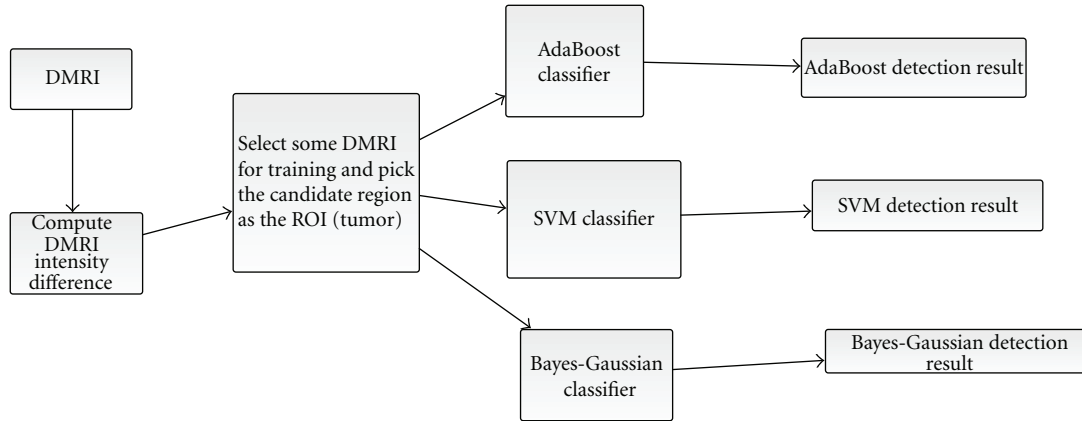 DMRI
Compute
DMRI
intensity
difference
Select some DMRI
for training and pick
the candidate region
as the ROI (tumor)
AdaBoost
classifier
AdaBoost detection result
SVM classifier
SVM detection result
Bayes-Gaussian
classifier
Bayes-Gaussian detection
result